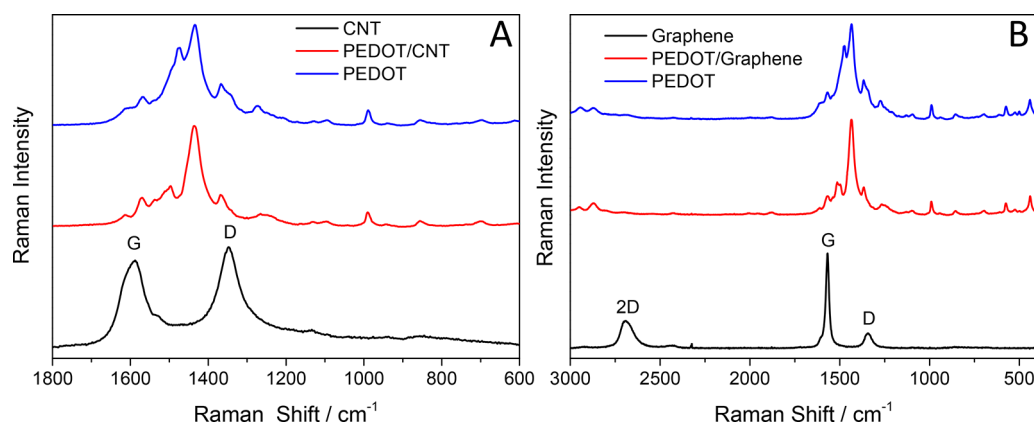 A
CNT
PEDOT/CNT
PEDOT
G
D
Raman Intensity
1800 1600 1400 1200 1000 800 600
Raman Shift / cm⁻¹
B
Graphene
PEDOT/Graphene
PEDOT
G
2D
D
Raman Intensity
3000 2500 2000 1500 1000 500
Raman Shift / cm⁻¹